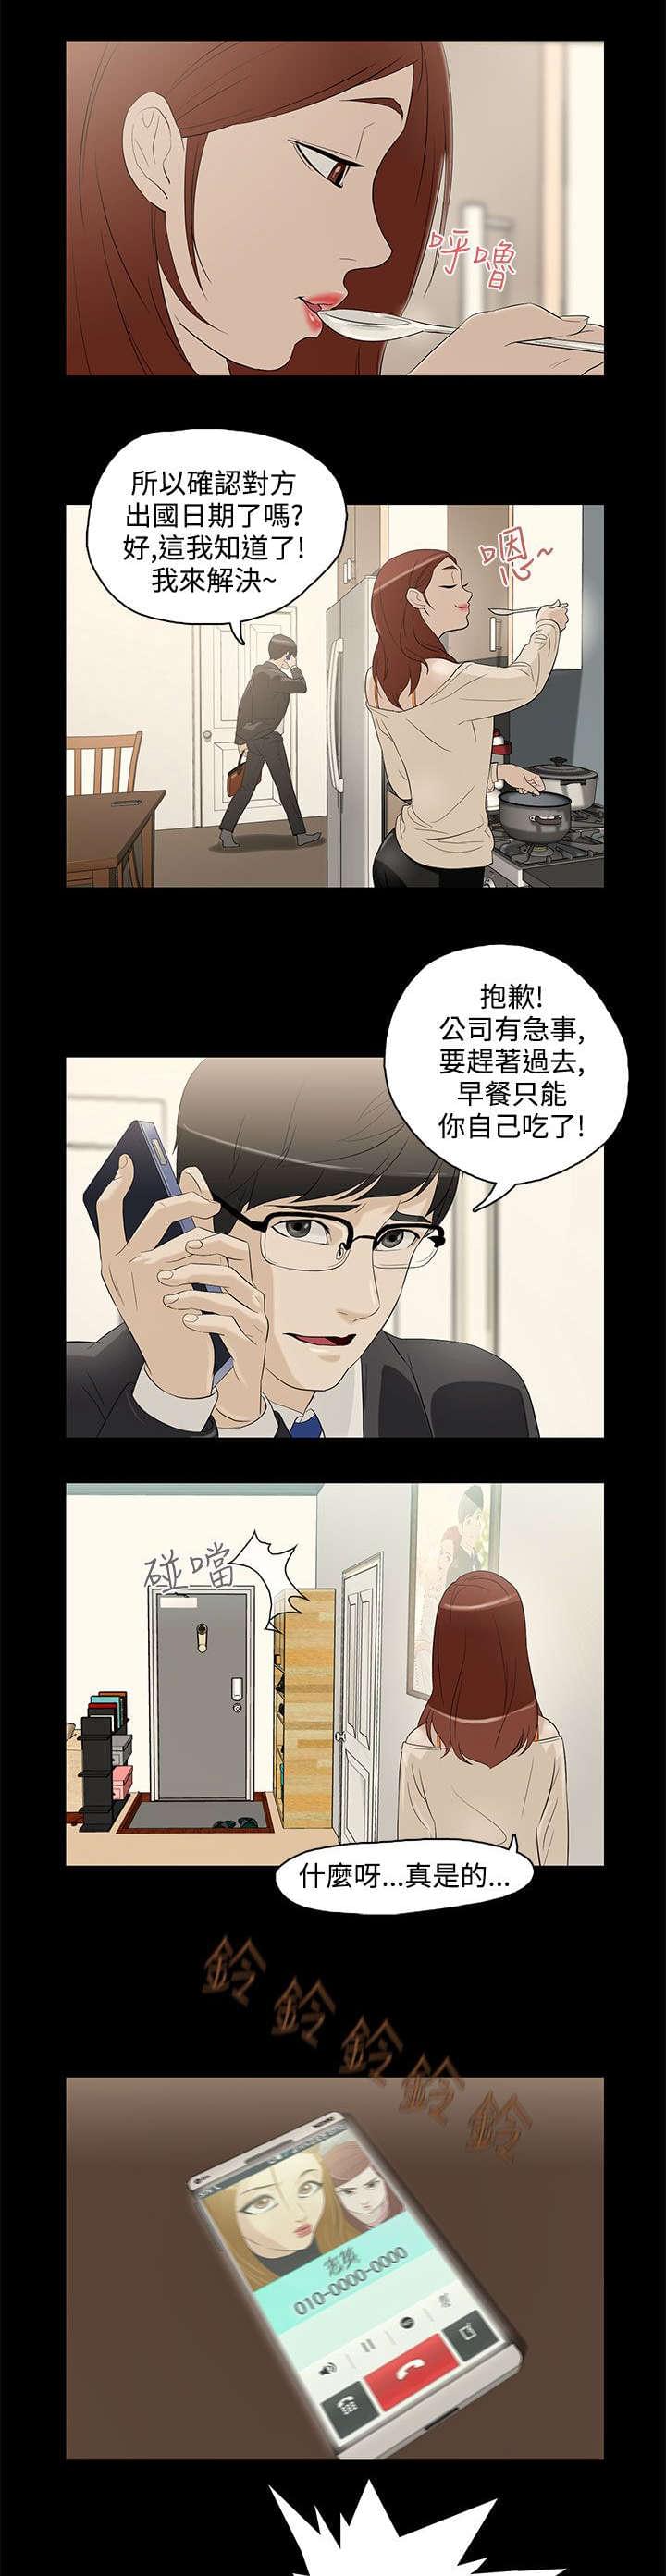 呼嚕
所以確認對方
出國日期了嗎?
好,這我知道了!
我來解決~
嗯~
抱歉!
公司有急事,
要趕著過去,
早餐只能
你自己吃了!
碰噹
什麼呀...真是的...
鈴鈴鈴鈴鈴
010-0000-0000